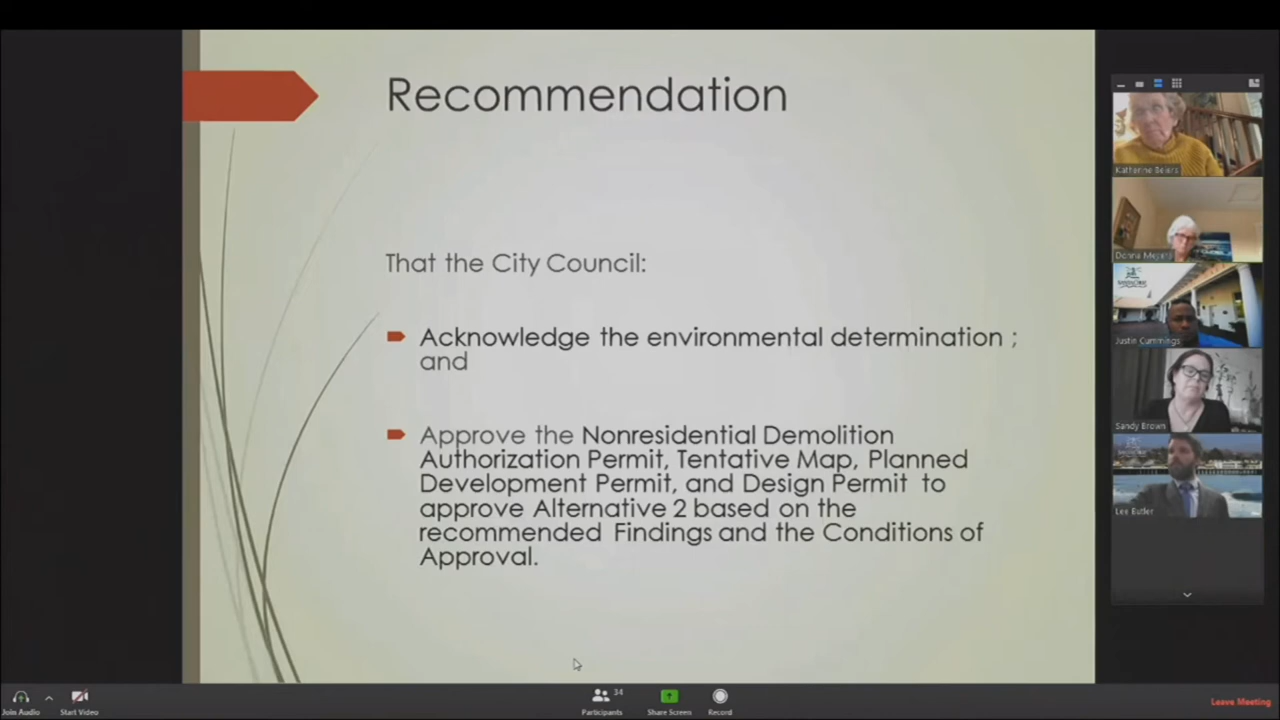 Recommendation
That the City Council:
Acknowledge the environmental determination ;
and
Approve the Nonresidential Demolition
Authorization Permit, Tentative Map, Planned
Development Permit, and Design Permit to
approve Alternative 2 based on the
recommended Findings and the Conditions of
Approval.
Katherine Beiers
Donna Meyers
Justin Cummings
Sandy Brown
Lee Butler
Join Audio
Start Video
34
Participants
Share Screen
Record
Leave Meeting